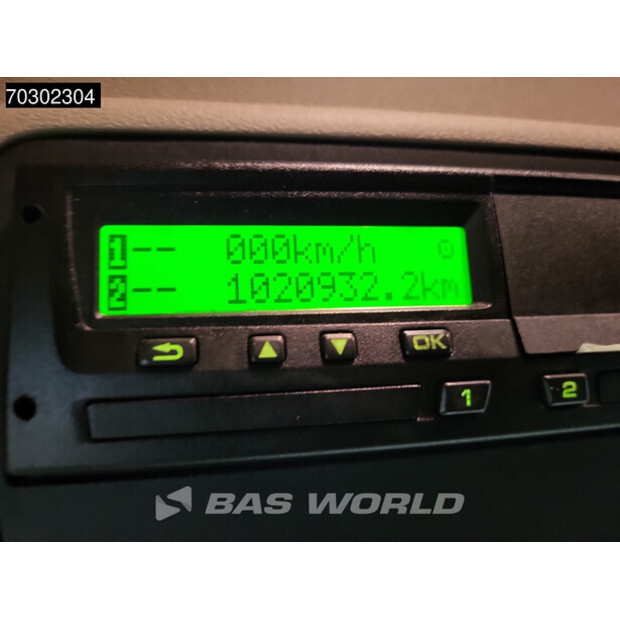 70302304
1 -- 000km/h
2 -- 1020932.2km
OK
1
2
BAS WORLD